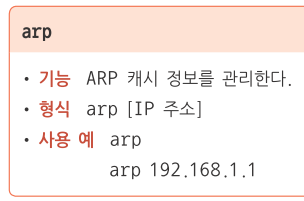 arp
• 기능 ARP 캐시 정보를 관리한다.
• 형식 arp [IP 주소]
• 사용 예 arp
arp 192.168.1.1